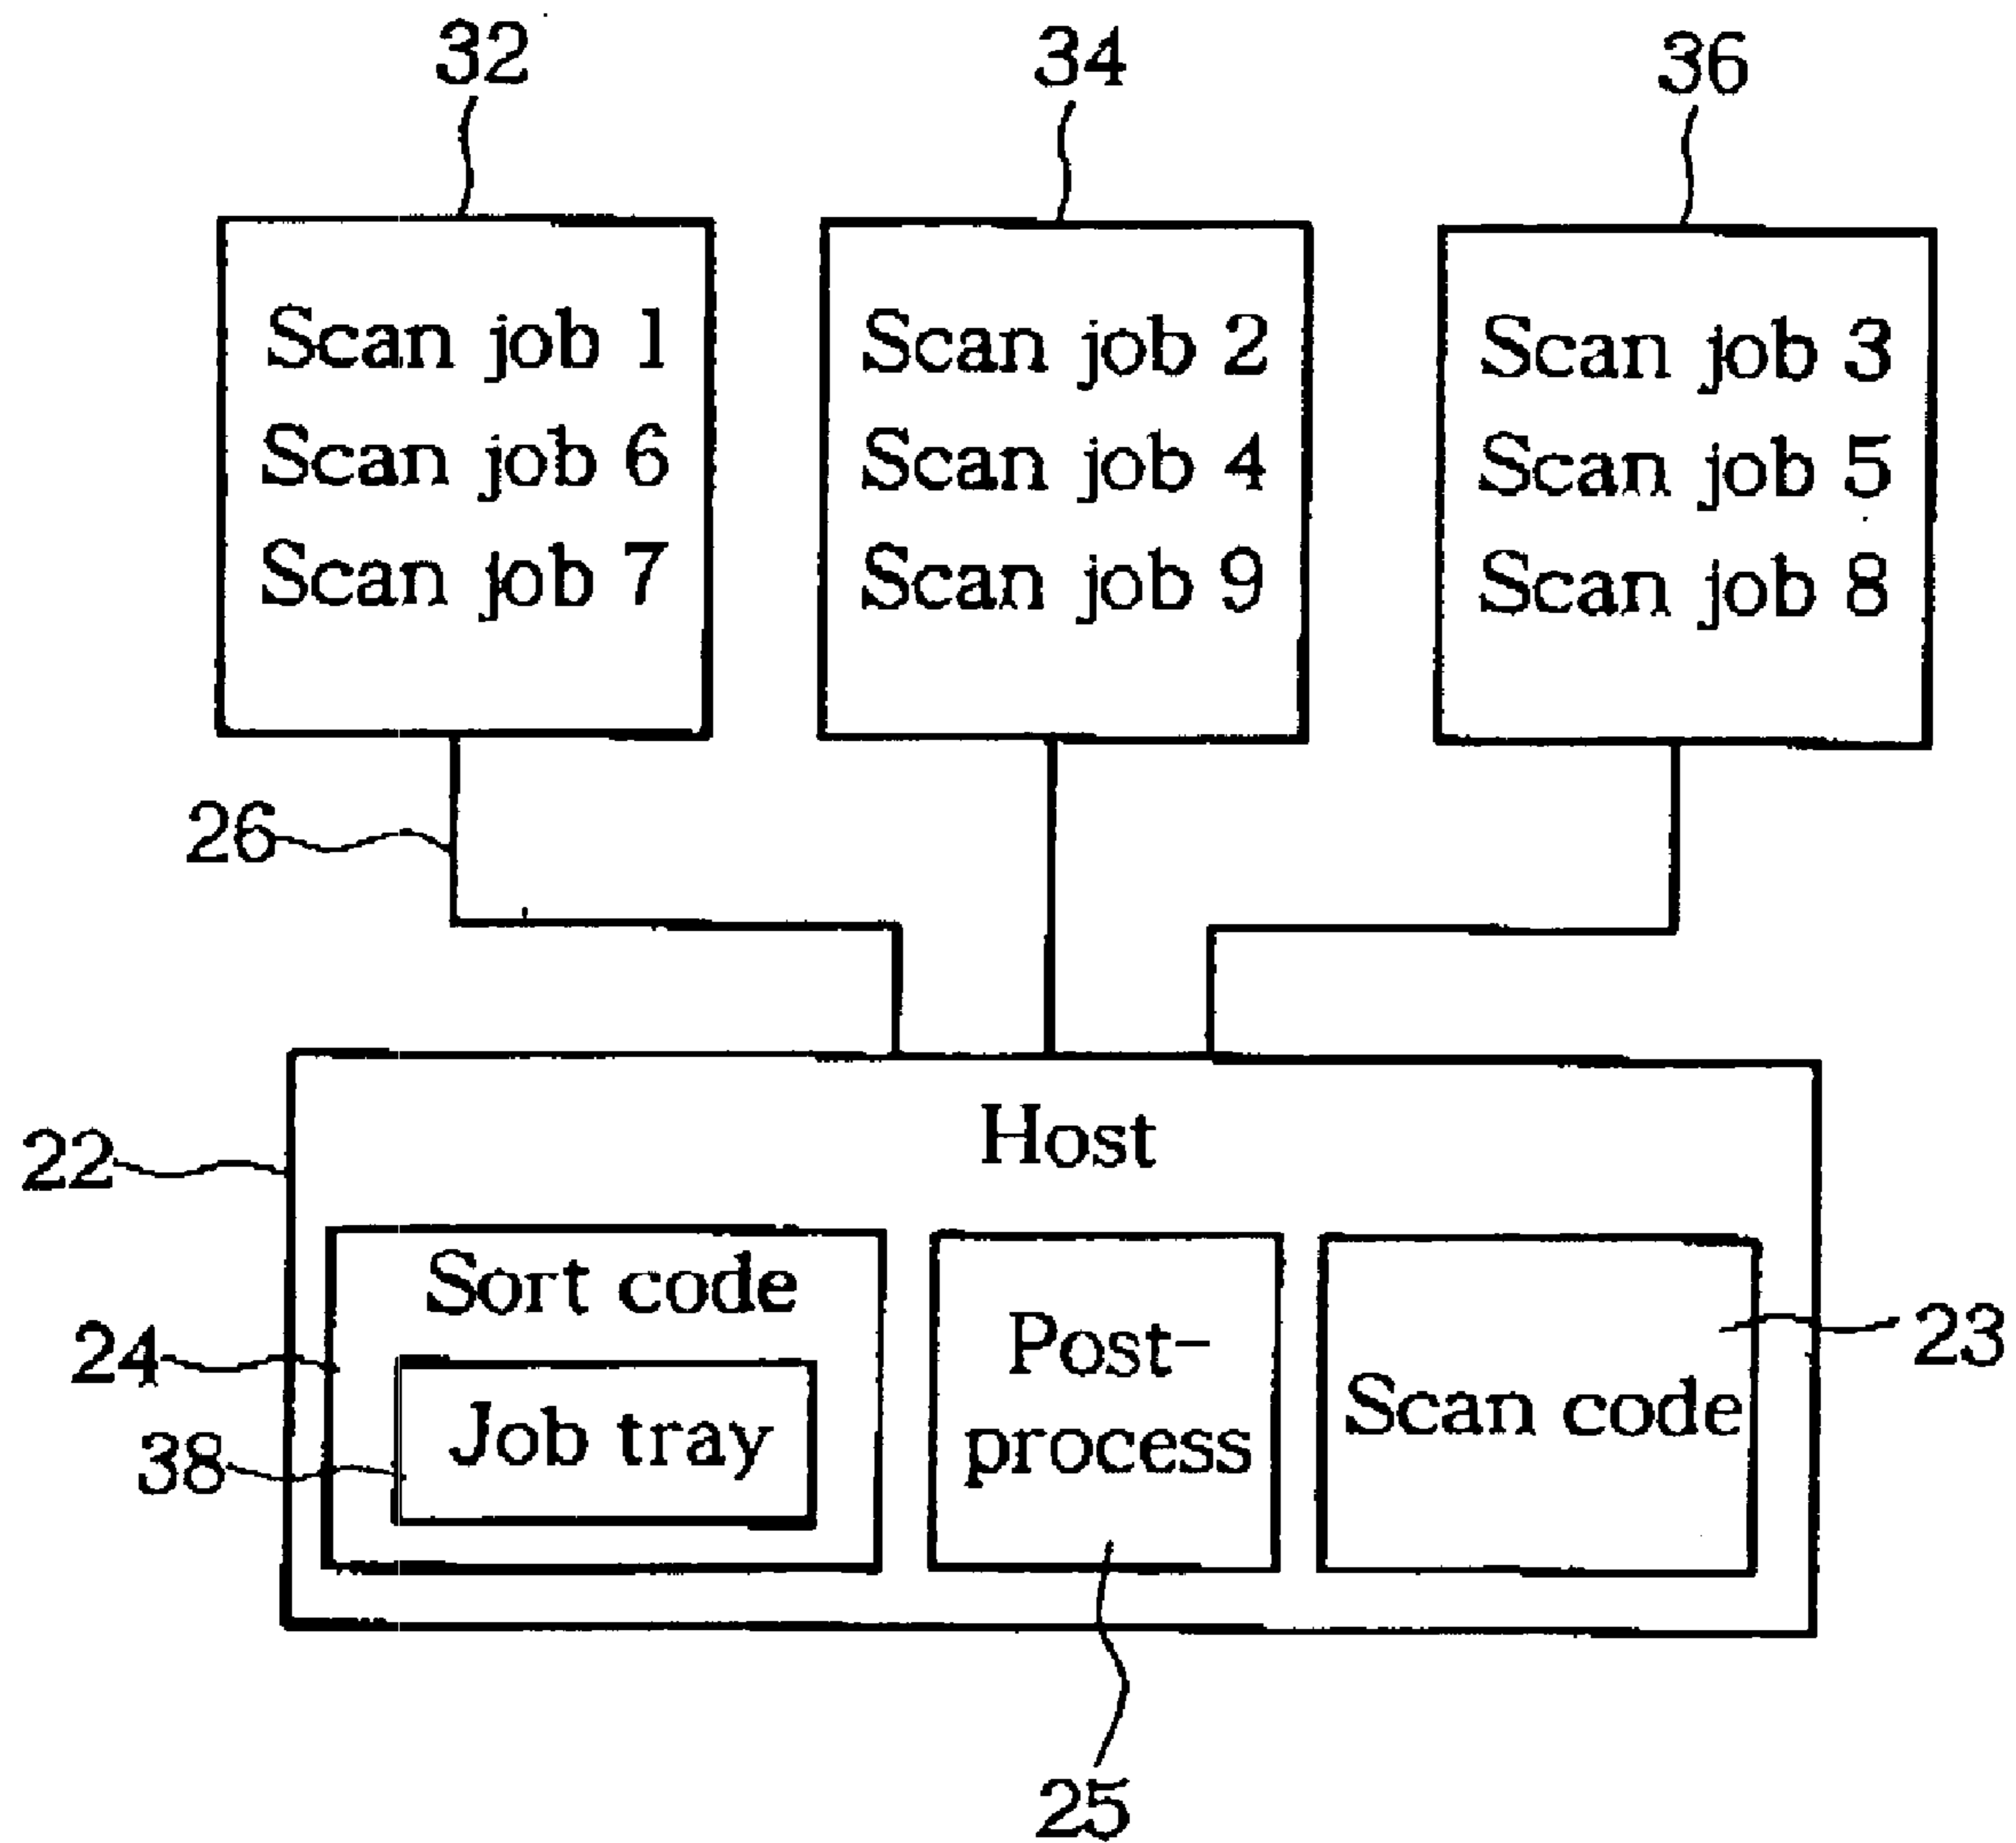 32
34
36
Scan job 1
Scan job 6
Scan job 7
Scan job 2
Scan job 4
Scan job 9
Scan job 3
Scan job 5
Scan job 8
26
Host
22
Sort code
24
Job tray
38
Post-
process
Scan code
23
25